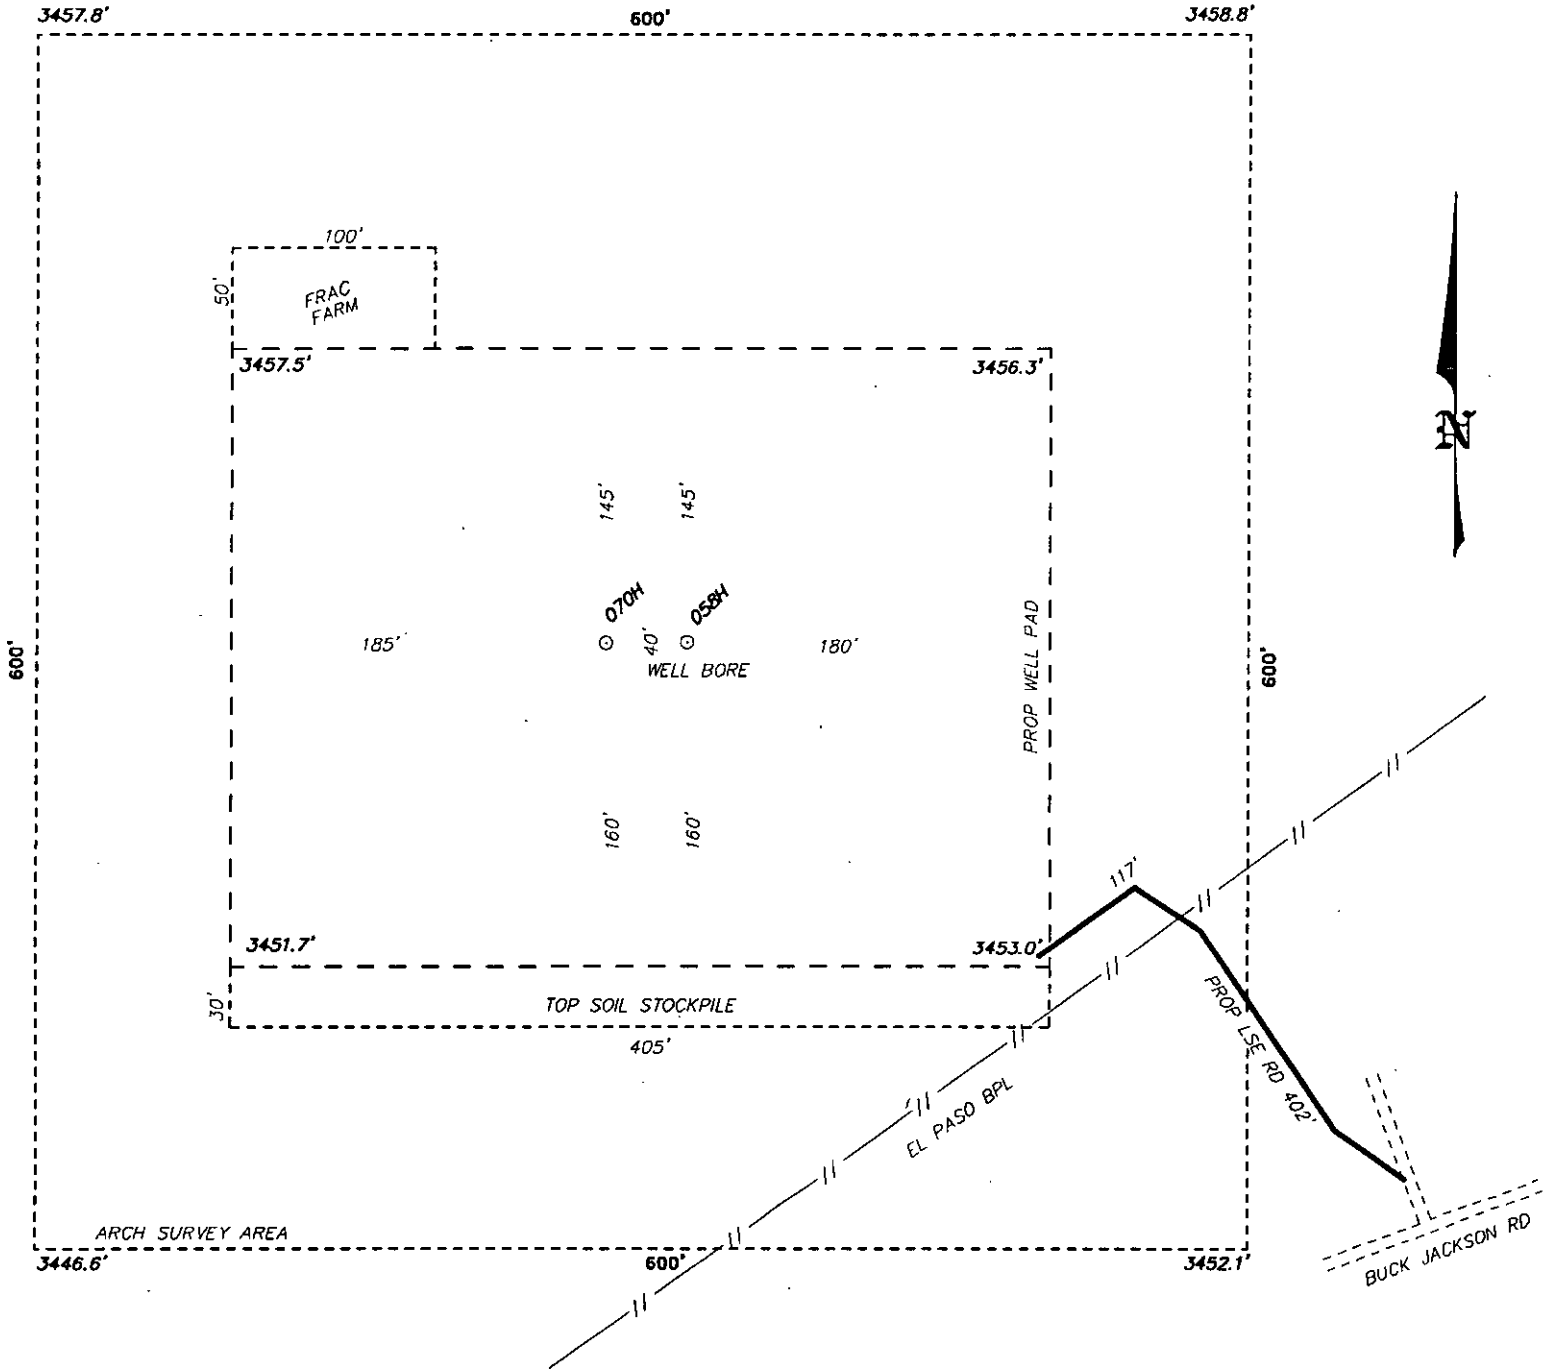 3457.8'
600'
3458.8'
100'
50'
FRAC
FARM
3457.5'
3456.3'
N
145'
145'
070H
058H
185'
40'
180'
WELL BORE
PROP WELL PAD
600'
600'
160'
160'
117'
3451.7'
3453.0'
30'
TOP SOIL STOCKPILE
405'
PROP LSE RD 402'
EL PASO BPL
ARCH SURVEY AREA
BUCK JACKSON RD
3446.6'
600'
3452.1'